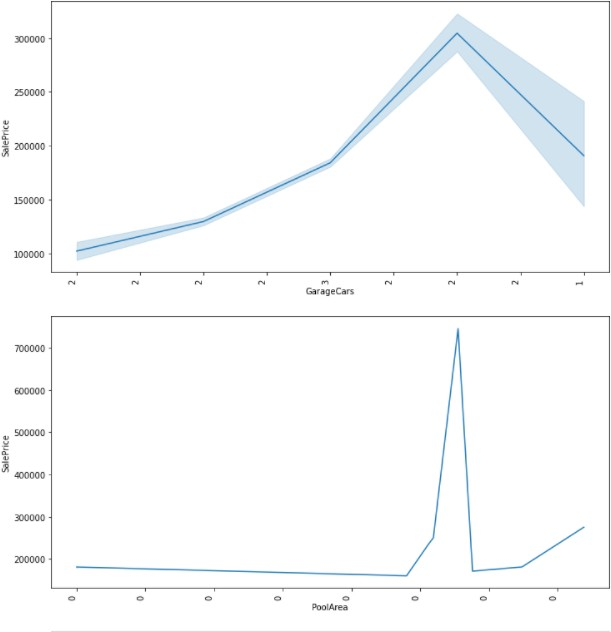 300000
250000
200000
150000
100000
SalePrice
2 2 2 2 3 2 2 2 1
GarageCars
700000
600000
500000
400000
300000
200000
SalePrice
0 0 0 0 0 0 0 0
PoolArea